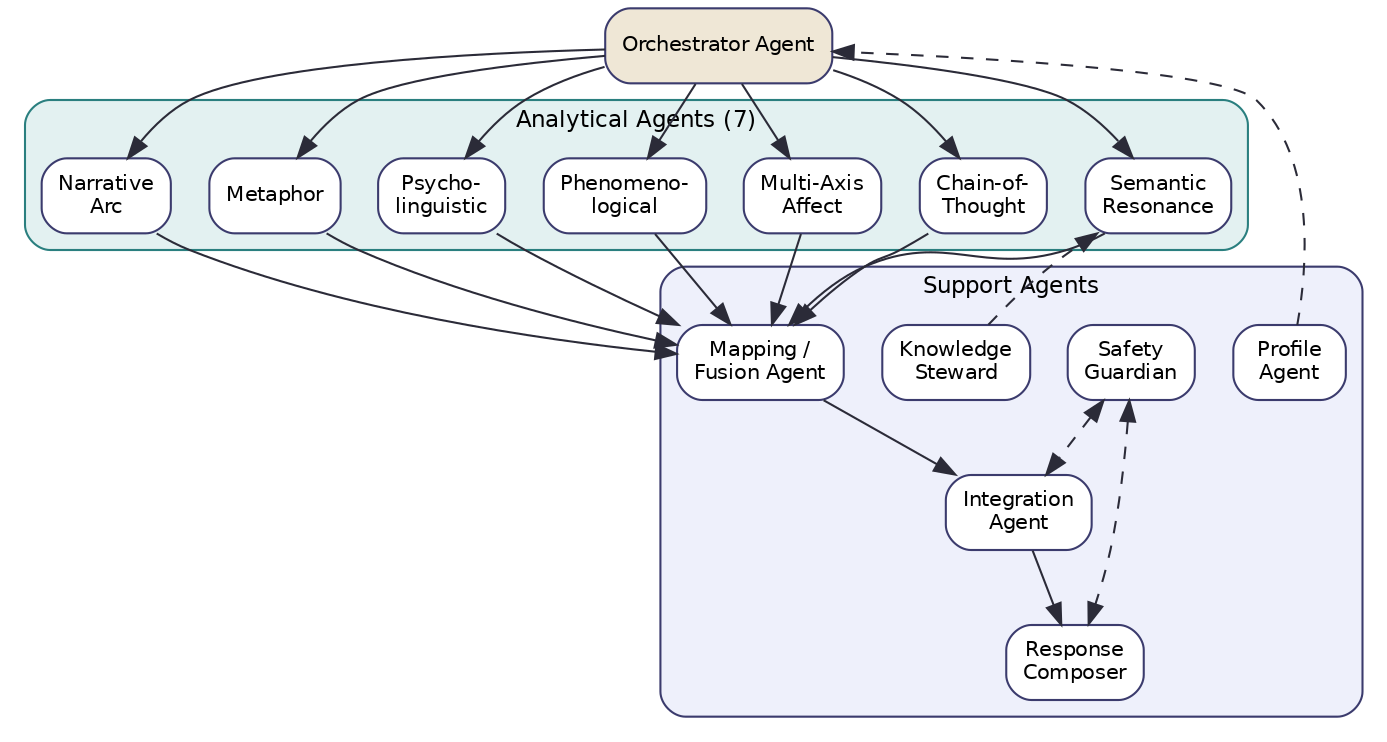 Orchestrator Agent
Analytical Agents (7)
Narrative
Arc
Metaphor
Psycho-
linguistic
Phenomeno-
logical
Multi-Axis
Affect
Chain-of-
Thought
Semantic
Resonance
Support Agents
Mapping /
Fusion Agent
Knowledge
Steward
Safety
Guardian
Profile
Agent
Integration
Agent
Response
Composer